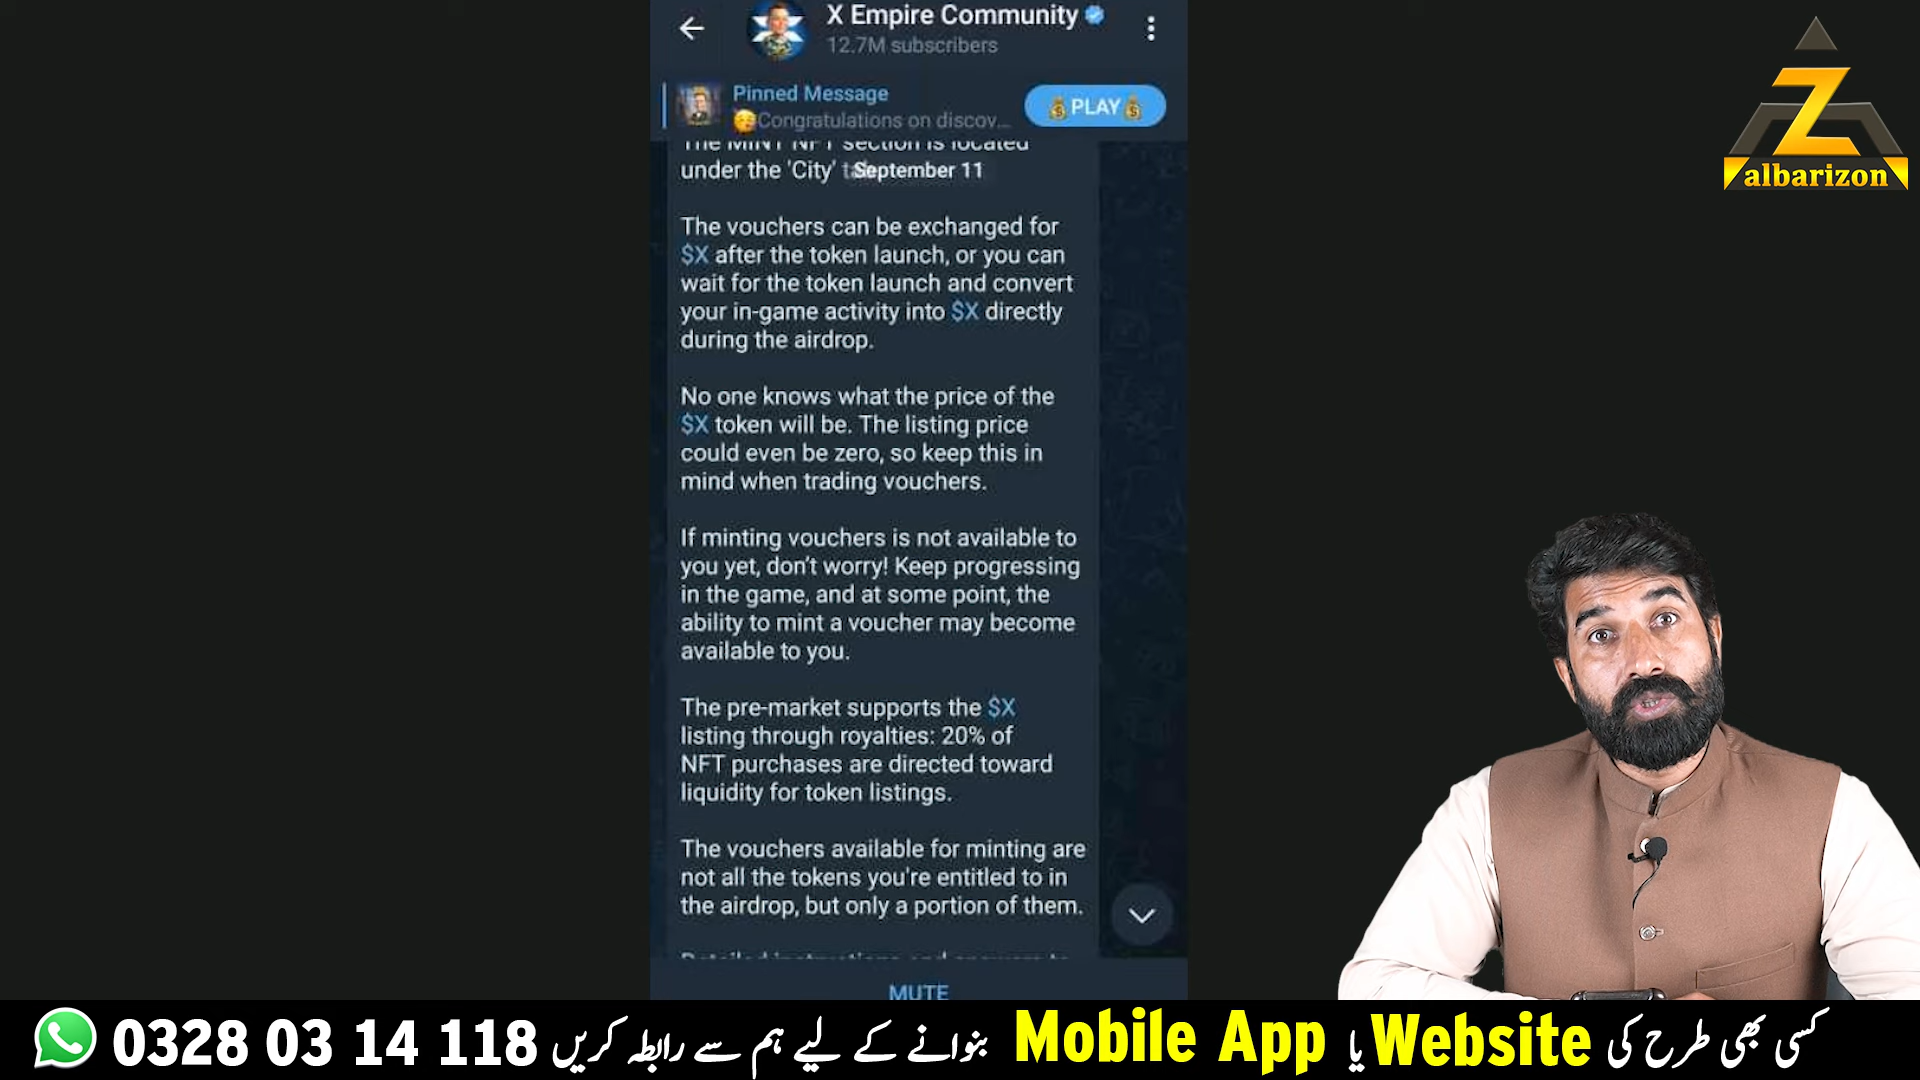 X Empire Community
12.7M subscribers
Pinned Message
Congratulations on discov...
PLAY
The MINT NFT section is located
under the 'City'
September 11
The vouchers can be exchanged for
$X after the token launch, or you can
wait for the token launch and convert
your in-game activity into $X directly
during the airdrop.
No one knows what the price of the
$X token will be. The listing price
could even be zero, so keep this in
mind when trading vouchers.
If minting vouchers is not available to
you yet, don't worry! Keep progressing
in the game, and at some point, the
ability to mint a voucher may become
available to you.
The pre-market supports the $X
listing through royalties: 20% of
NFT purchases are directed toward
liquidity for token listings.
The vouchers available for minting are
not all the tokens you're entitled to in
the airdrop, but only a portion of them.
MUTE
Z
albarizon
کسی بھی طرح کی Website یا Mobile App بنوانے کے لیے ہم سے رابطہ کریں 0328 03 14 118